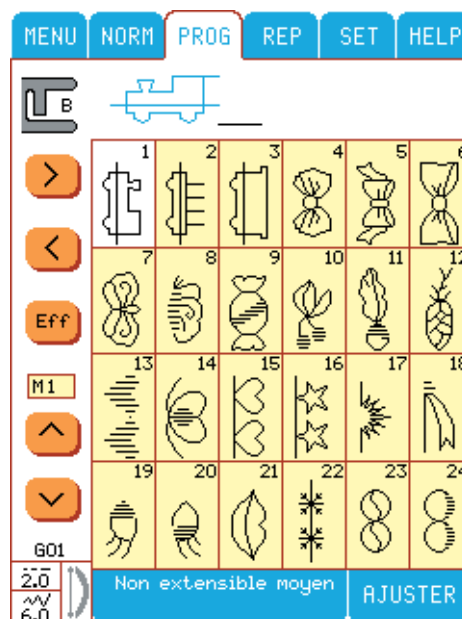 MENU NORM PROG REP SET HELP
B
1 2 3 4 5 6
>
<
7 8 9 10 11 12
Eff
13 14 15 16 17 18
M1
19 20 21 22 23 24
G01
2.0
6.0
Non extensible moyen
AJUSTER